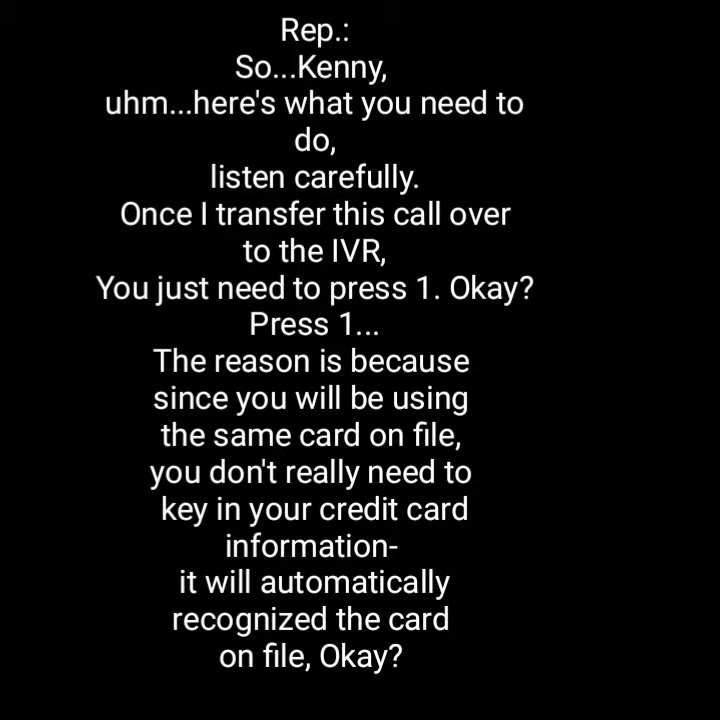 Rep.:
So...Kenny,
uhm...here's what you need to
do,
listen carefully.
Once I transfer this call over
to the IVR,
You just need to press 1. Okay?
Press 1...
The reason is because
since you will be using
the same card on file,
you don't really need to
key in your credit card
information-
it will automatically
recognized the card
on file, Okay?